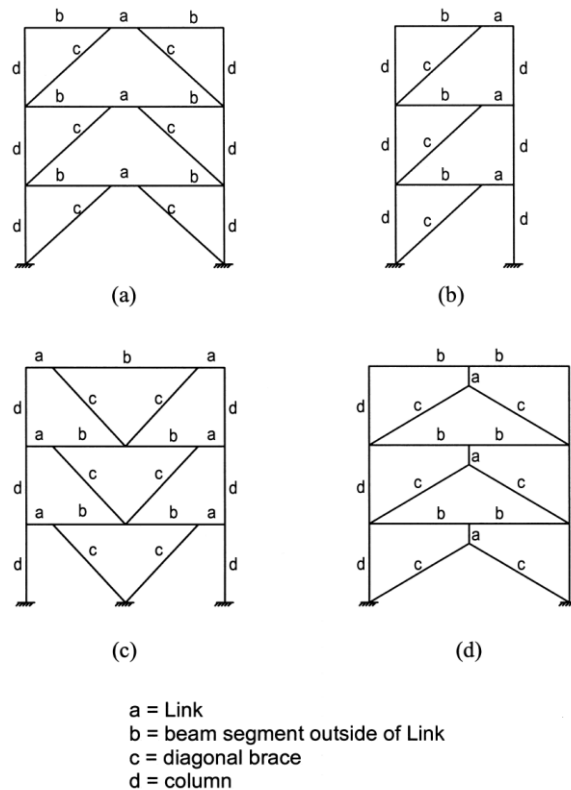 b a b
c c
d d
b a b
c c
d d
b a b
c c
d d
(a)
b a
c
d d
b a
c
d d
b a
c
d d
(b)
a b a
c c
d d
a b b a
c c
d d
a b b a
c c
d d
(c)
b b
a
d c c
b b
a
d c c
b b
a
d c c
(d)
a = Link
b = beam segment outside of Link
c = diagonal brace
d = column